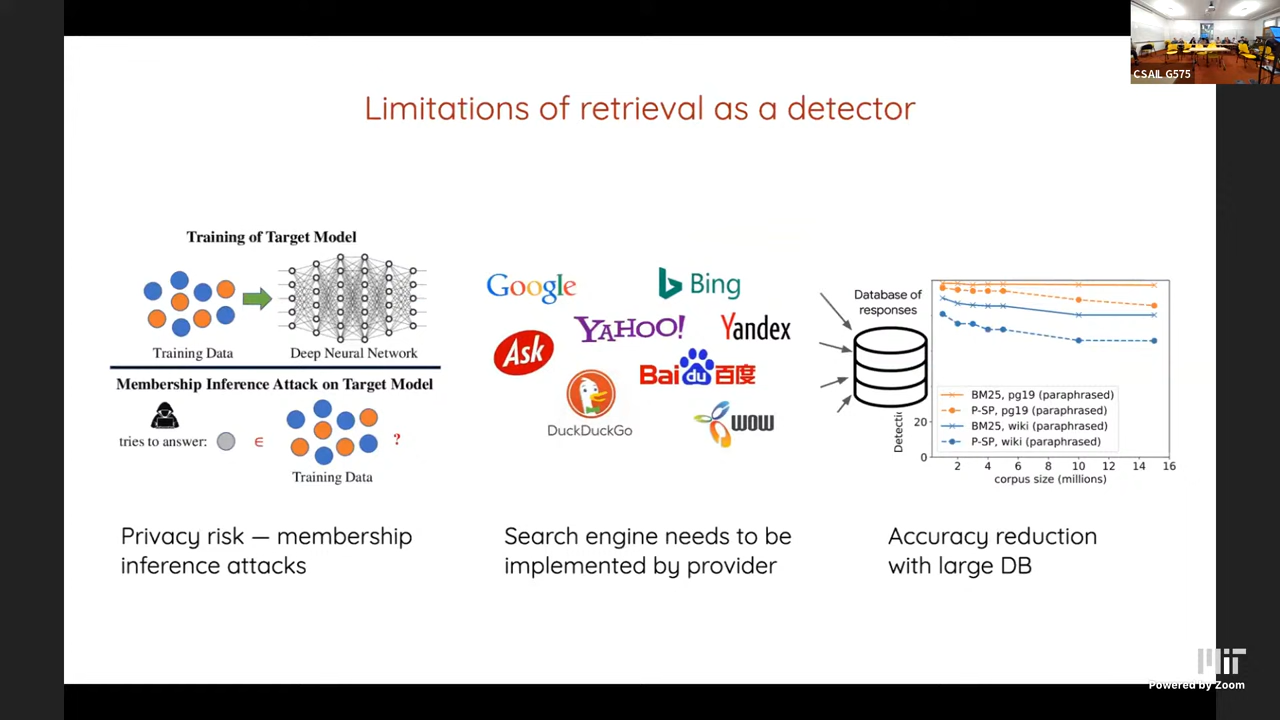 CSAIL G575
Limitations of retrieval as a detector
Training of Target Model
Training Data
Deep Neural Network
Membership Inference Attack on Target Model
tries to answer:
∈
?
Training Data
Privacy risk — membership
inference attacks
Google
Bing
YAHOO!
Yandex
Ask
Bai du 百度
DuckDuckGo
WOW
Search engine needs to be
implemented by provider
Database of
responses
BM25, pg19 (paraphrased)
P-SP, pg19 (paraphrased)
BM25, wiki (paraphrased)
P-SP, wiki (paraphrased)
20
0
2 4 6 8 10 12 14 16
corpus size (millions)
Accuracy reduction
with large DB
MIT
Powered by Zoom